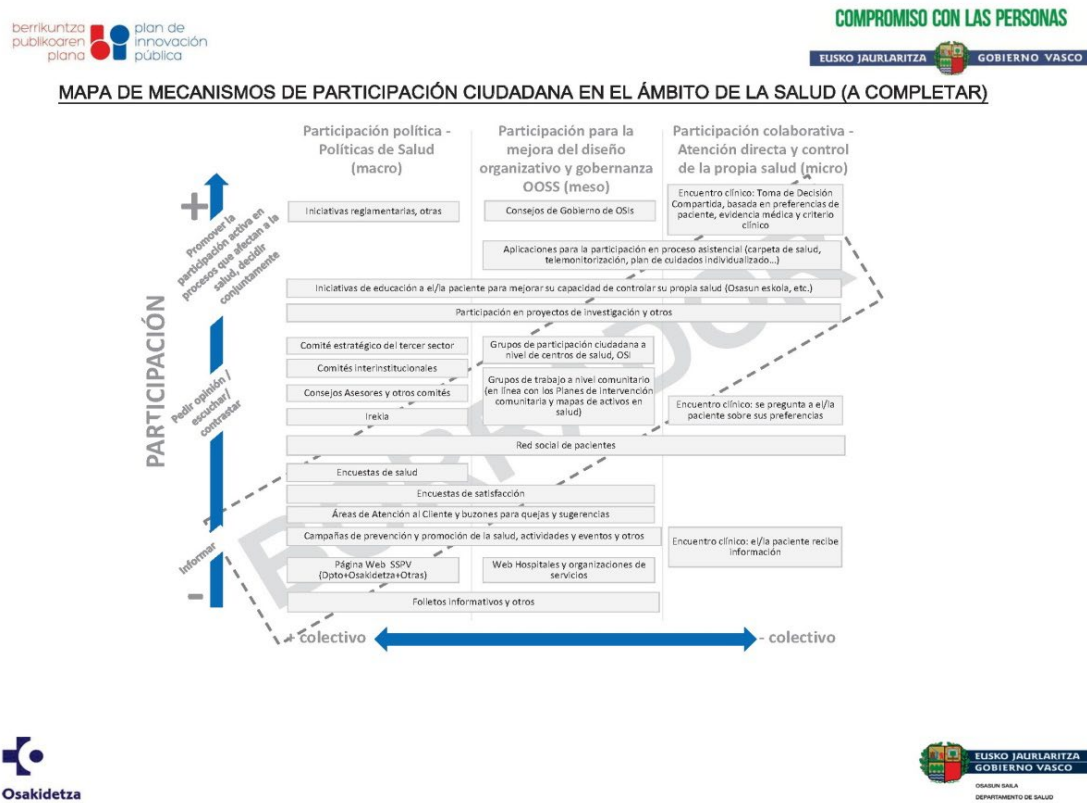 berrikuntza
publikoaren
plana
plan de
innovación
pública
COMPROMISO CON LAS PERSONAS
EUSKO JAURLARITZA
GOBIERNO VASCO
MAPA DE MECANISMOS DE PARTICIPACIÓN CIUDADANA EN EL ÁMBITO DE LA SALUD (A COMPLETAR)
Participación política -
Políticas de Salud
(macro)
Participación para la
mejora del diseño
organizativo y gobernanza
OOSS (meso)
Participación colaborativa -
Atención directa y control
de la propia salud (micro)
PARTICIPACIÓN
+
Promover la
participación activa en
procesos que afectan a la
salud, decidir
conjuntamente
Pedir opinión /
escuchar/
contrastar
Informar
-
Iniciativas reglamentarias, otras
Consejos de Gobierno de OSIs
Encuentro clínico: Toma de Decisión
Compartida, basada en preferencias de
paciente, evidencia médica y criterio
clínico
Aplicaciones para la participación en proceso asistencial (carpeta de salud,
telemonitorización, plan de cuidados individualizado...)
Iniciativas de educación a el/la paciente para mejorar su capacidad de controlar su propia salud (Osasun eskola, etc.)
Participación en proyectos de investigación y otros
Comité estratégico del tercer sector
Grupos de participación ciudadana a
nivel de centros de salud, OSI
Comités interinstitucionales
Consejos Asesores y otros comités
Grupos de trabajo a nivel comunitario
(en línea con los Planes de Intervención
comunitaria y mapas de activos en
salud)
Irekia
Encuentro clínico: se pregunta a el/la
paciente sobre sus preferencias
Red social de pacientes
Encuestas de salud
Encuestas de satisfacción
Áreas de Atención al Cliente y buzones para quejas y sugerencias
Campañas de prevención y promoción de la salud, actividades y eventos y otros
Encuentro clínico: el/la paciente recibe
información
Página Web SSPV
(Dpto+Osakidetza+Otras)
Web Hospitales y organizaciones de
servicios
Folletos informativos y otros
BORRADOR
+ colectivo
- colectivo
Osakidetza
EUSKO JAURLARITZA
GOBIERNO VASCO
OSASUN SAILA
DEPARTAMENTO DE SALUD